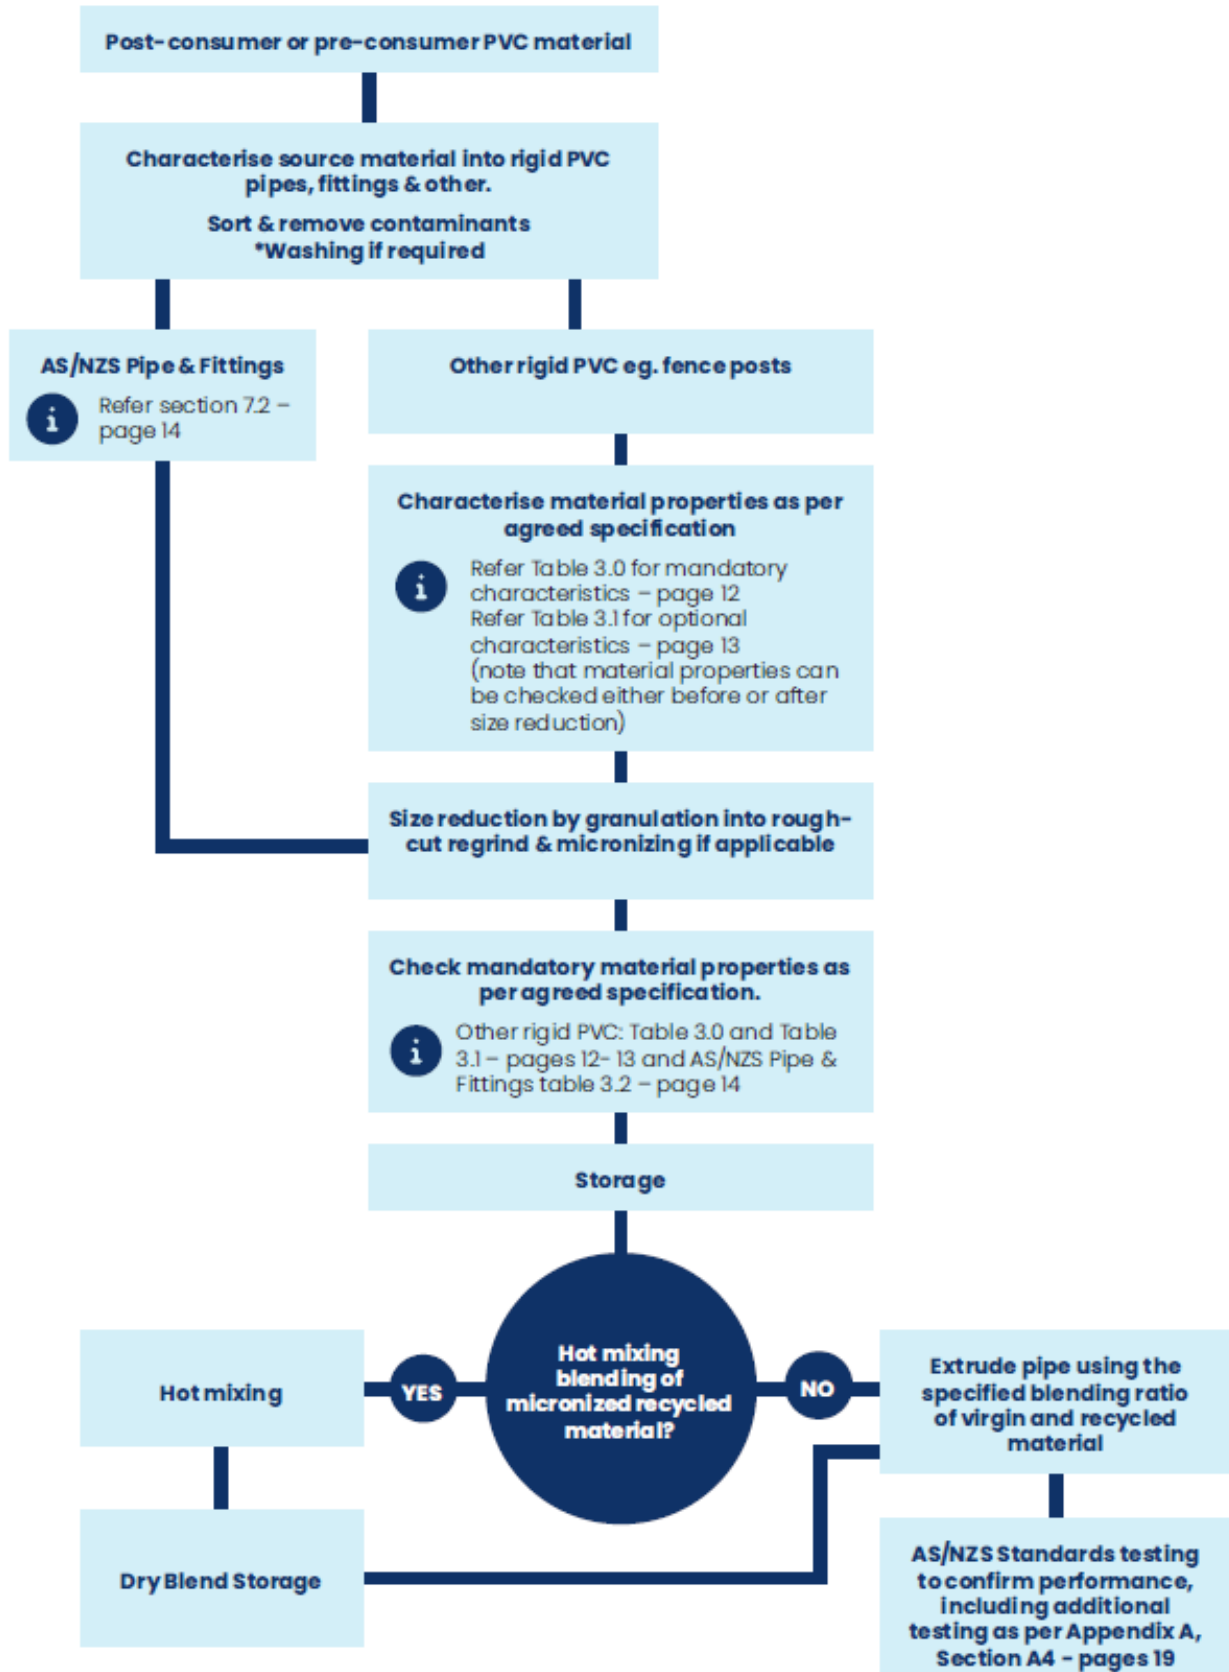 Post-consumer or pre-consumer PVC material
Characterise source material into rigid PVC
pipes, fittings & other.
Sort & remove contaminants
*Washing if required
AS/NZS Pipe & Fittings
i
Refer section 7.2 –
page 14
Other rigid PVC eg. fence posts
Characterise material properties as per
agreed specification
i
Refer Table 3.0 for mandatory
characteristics – page 12
Refer Table 3.1 for optional
characteristics – page 13
(note that material properties can
be checked either before or after
size reduction)
Size reduction by granulation into rough-
cut regrind & micronizing if applicable
Check mandatory material properties as
per agreed specification.
i
Other rigid PVC: Table 3.0 and Table
3.1 – pages 12- 13 and AS/NZS Pipe &
Fittings table 3.2 – page 14
Storage
Hot mixing
blending of
micronized recycled
material?
YES
NO
Hot mixing
Dry Blend Storage
Extrude pipe using the
specified blending ratio
of virgin and recycled
material
AS/NZS Standards testing
to confirm performance,
including additional
testing as per Appendix A,
Section A4 - pages 19